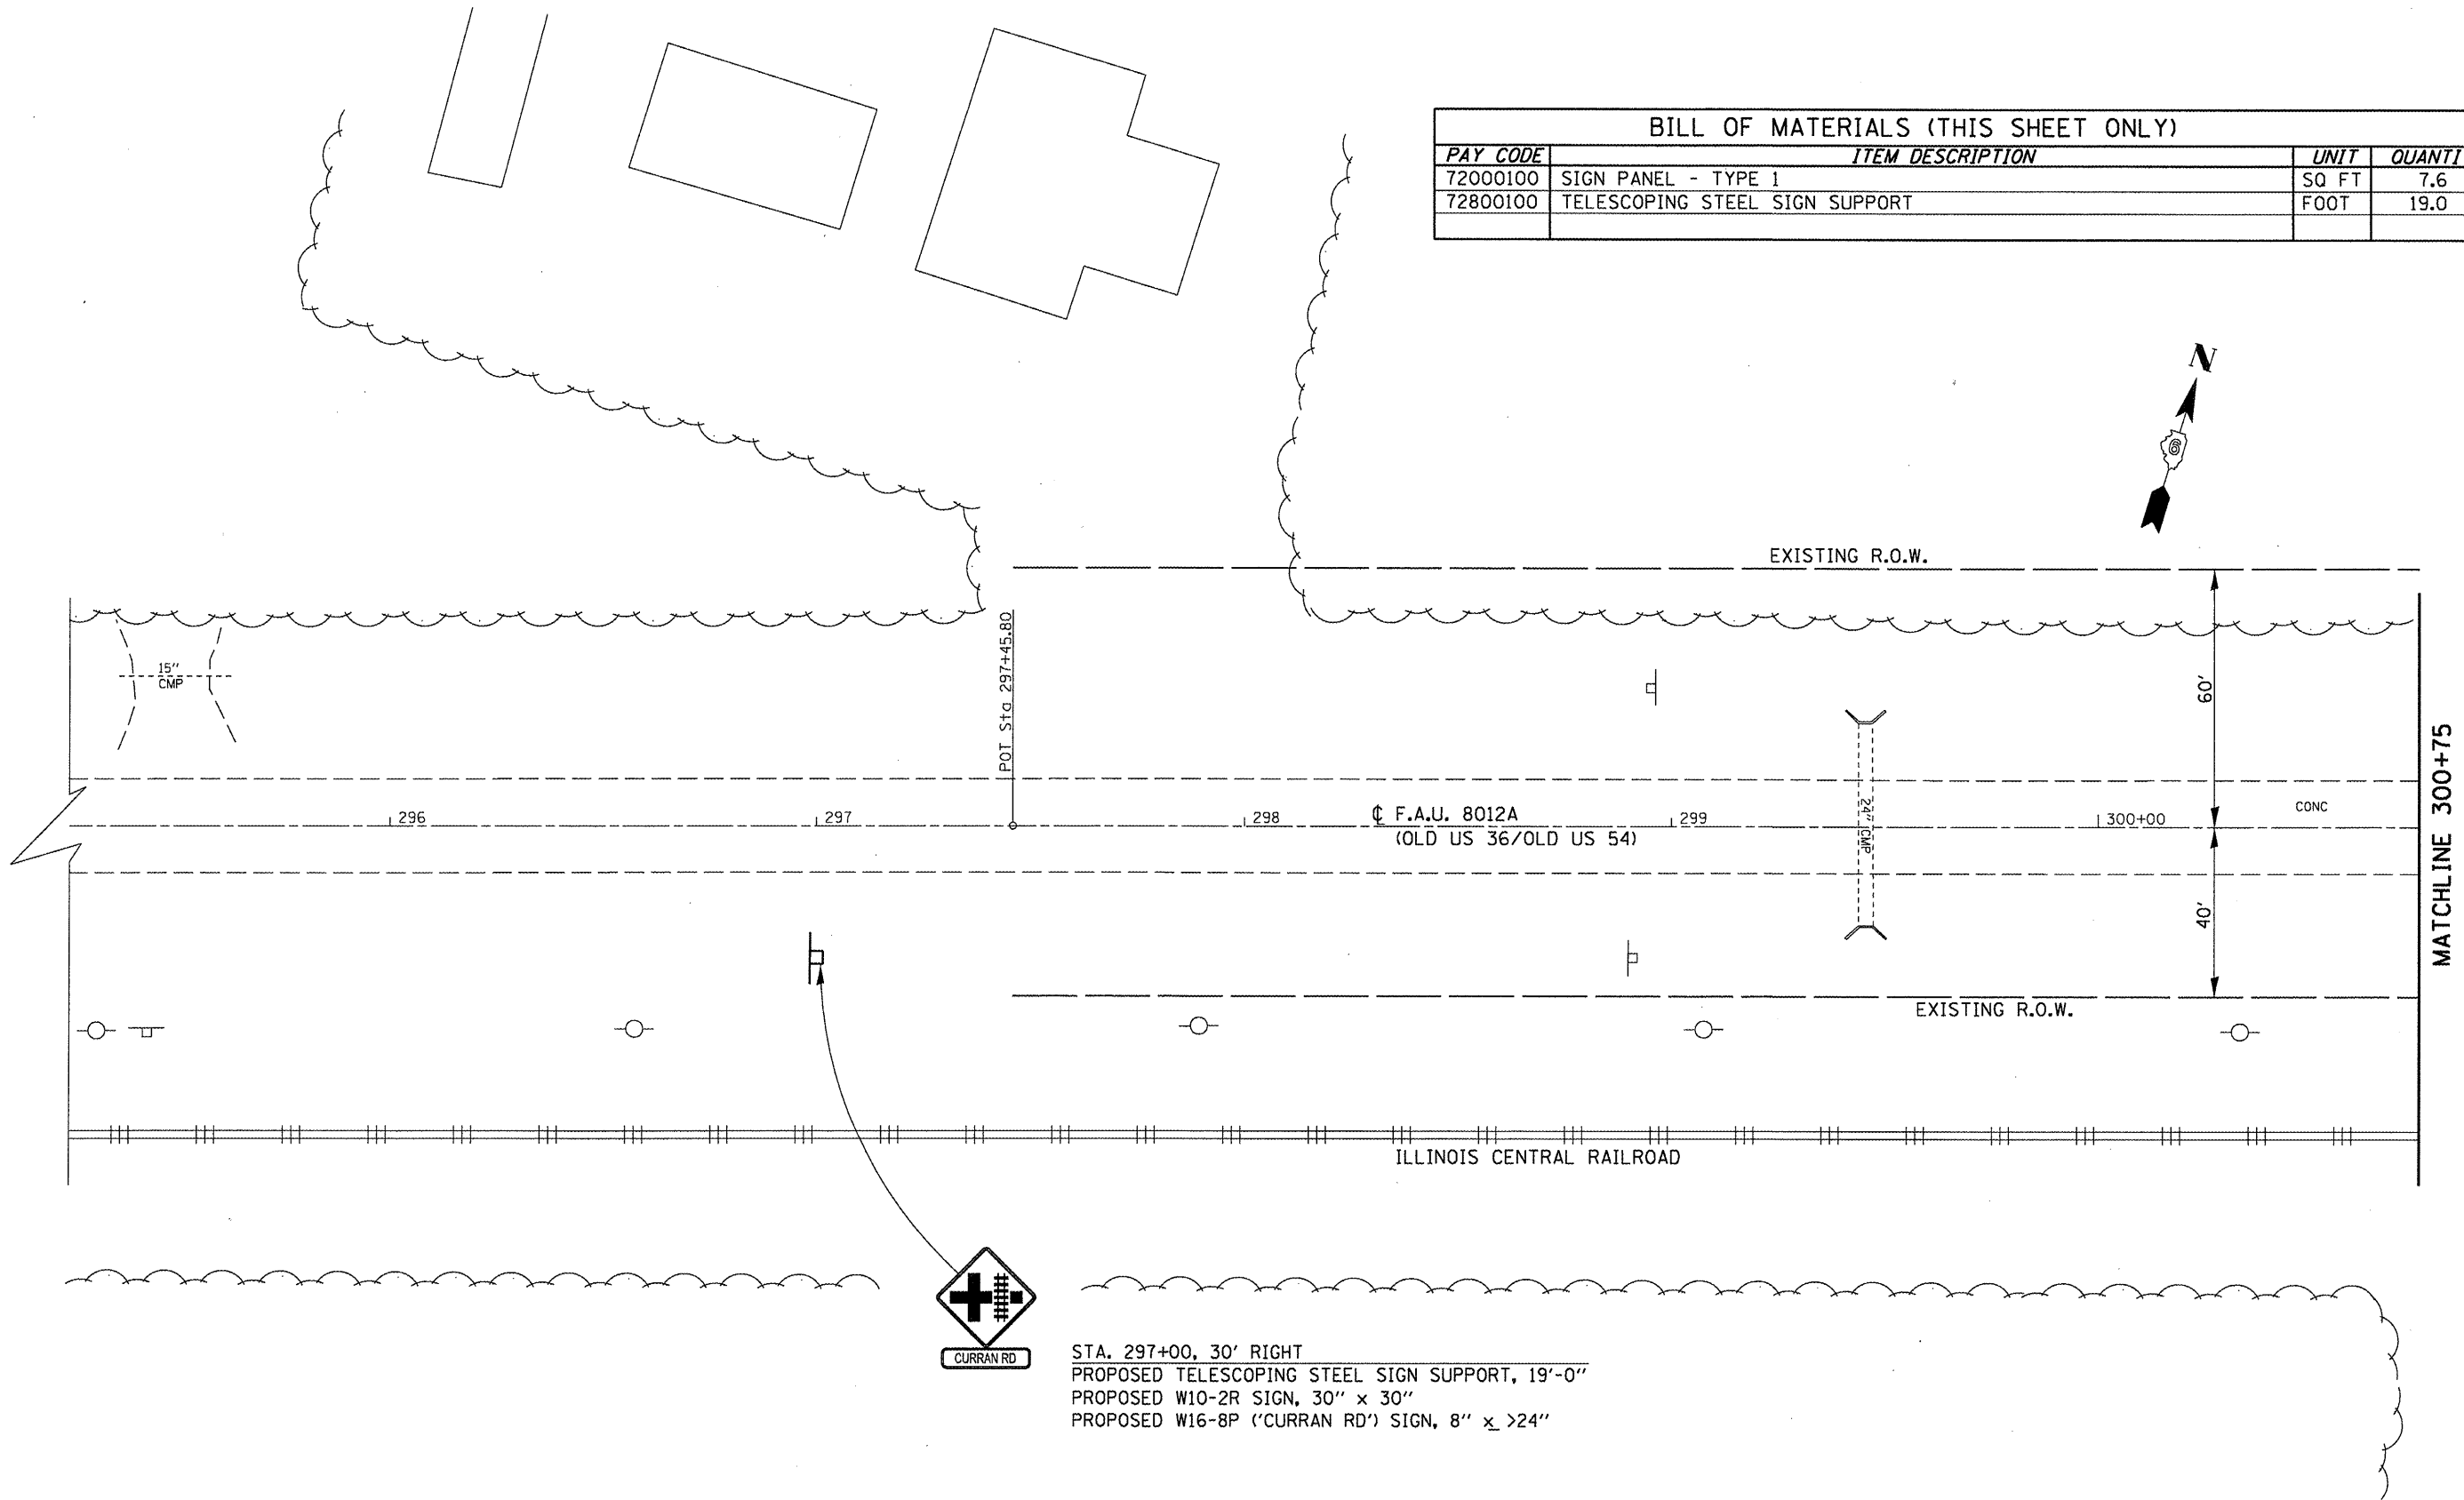 BILL OF MATERIALS (THIS SHEET ONLY)
PAY CODE ITEM DESCRIPTION UNIT QUANTI
72000100 SIGN PANEL - TYPE 1 SQ FT 7.6
72800100 TELESCOPING STEEL SIGN SUPPORT FOOT 19.0
N
6
EXISTING R.O.W.
15" CMP
POT Sta 297+45.80
60'
MATCHLINE 300+75
296
297
298
℄ F.A.U. 8012A
(OLD US 36/OLD US 54)
299
24" CMP
300+00
CONC
40'
EXISTING R.O.W.
ILLINOIS CENTRAL RAILROAD
CURRAN RD
STA. 297+00, 30' RIGHT
PROPOSED TELESCOPING STEEL SIGN SUPPORT, 19'-0"
PROPOSED W10-2R SIGN, 30" x 30"
PROPOSED W16-8P ('CURRAN RD') SIGN, 8" x >24"